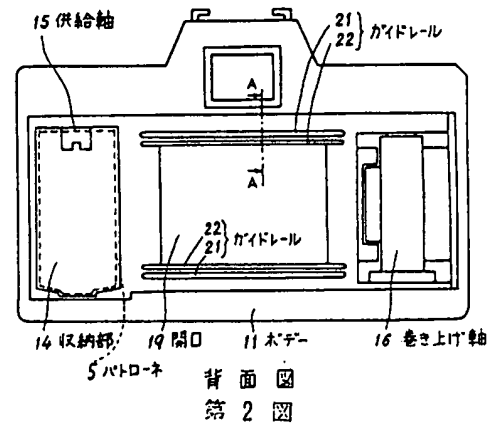 15 供給軸
21
22
ガイドレール
A
A
22
21
ガイドレール
14 収納部
5 パトローネ
19 開口
11 ボデー
16 巻き上げ軸
背面図
第2図